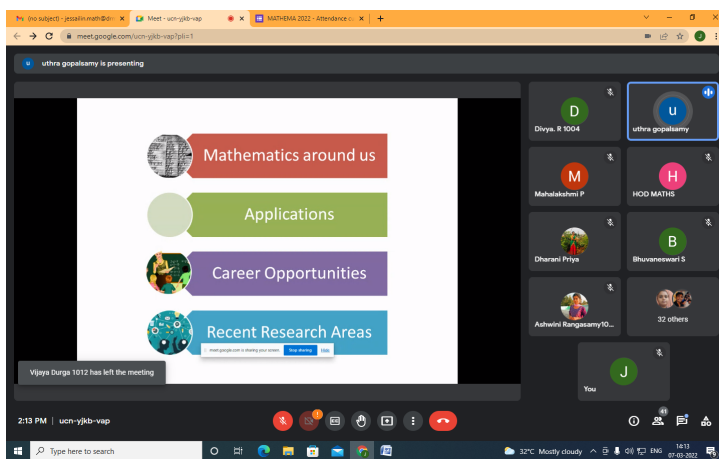 (no subject) - jessailin.math@dr
Meet - ucn-yjkb-vap
MATHEMA 2022 - Attendance c
meet.google.com/ucn-yjkb-vap?pli=1
J
u uthra gopalsamy is presenting
Mathematics around us
Applications
Career Opportunities
Recent Research Areas
meet.google.com is sharing your screen. Stop sharing Hide
Vijaya Durga 1012 has left the meeting
D
Divya. R 1004
u
uthra gopalsamy
M
Mahalakshmi P
H
HOD MATHS
Dharani Priya
B
Bhuvaneswari S
Ashwini Rangasamy10...
32 others
J
You
2:13 PM | ucn-yjkb-vap
41
Type here to search
32°C Mostly cloudy
ENG
14:13
07-03-2022